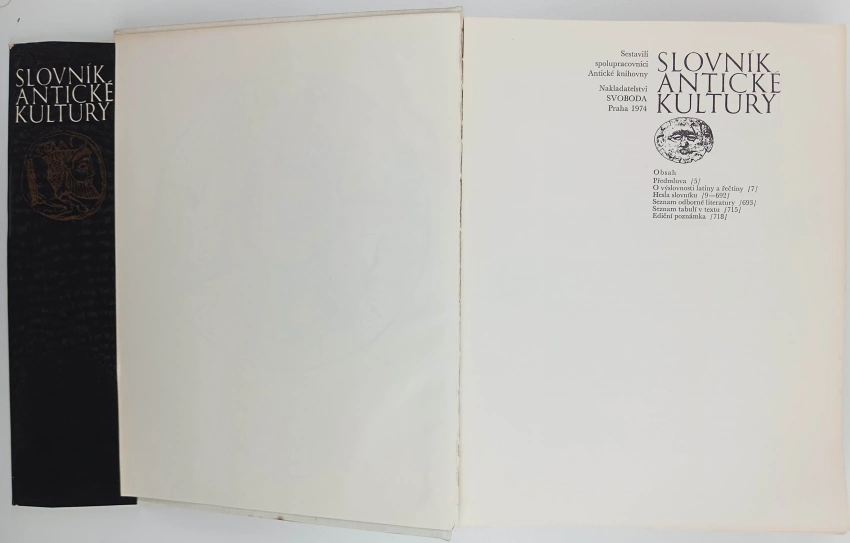 SLOVNÍK
ANTICKÉ
KULTURY
Sestavili
spolupracovníci
Antické knihovny
Nakladatelství
SVOBODA
Praha 1974
SLOVNÍK
ANTICKÉ
KULTURY
Obsah
Předmluva /5/
O výslovnosti latiny a řečtiny /7/
Hesla slovníku /9—692/
Seznam odborné literatury /693/
Seznam tabulí v textu /715/
Ediční poznámka /718/